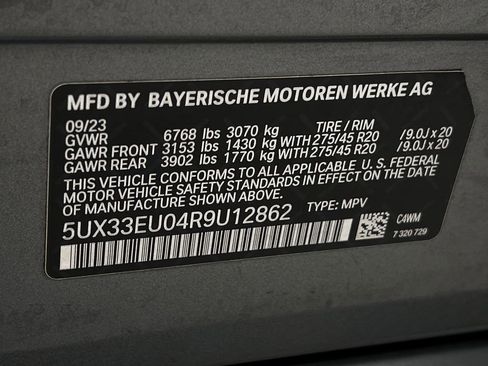 MFD BY BAYERISCHE MOTOREN WERKE AG
09/23 TIRE / RIM
GVWR 6768 lbs 3070 kg
GAWR FRONT 3153 lbs 1430 kg WITH 275/45 R20 /9.0J x 20
GAWR REAR 3902 lbs 1770 kg WITH 275/45 R20 /9.0J x 20
THIS VEHICLE CONFORMS TO ALL APPLICABLE U. S. FEDERAL
MOTOR VEHICLE SAFETY STANDARDS IN EFFECT ON THE DATE
OF MANUFACTURE SHOWN ABOVE.
5UX33EU04R9U12862 TYPE: MPV
C4WM
7 320 729